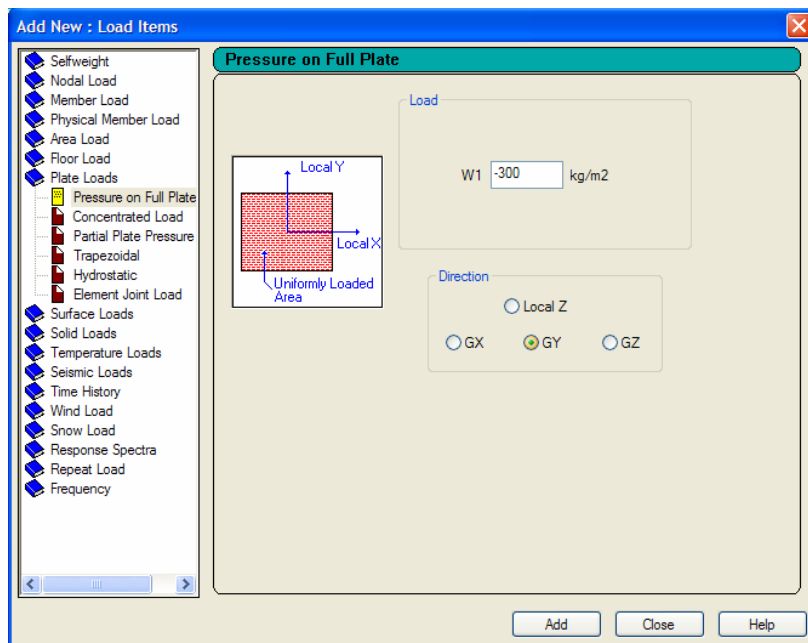 Add New : Load Items
Selfweight
Nodal Load
Member Load
Physical Member Load
Area Load
Floor Load
Plate Loads
Pressure on Full Plate
Concentrated Load
Partial Plate Pressure
Trapezoidal
Hydrostatic
Element Joint Load
Surface Loads
Solid Loads
Temperature Loads
Seismic Loads
Time History
Wind Load
Snow Load
Response Spectra
Repeat Load
Frequency
Pressure on Full Plate
Local Y
Local X
Uniformly Loaded
Area
Load
W1 -300 kg/m2
Direction
Local Z
GX GY GZ
Add Close Help